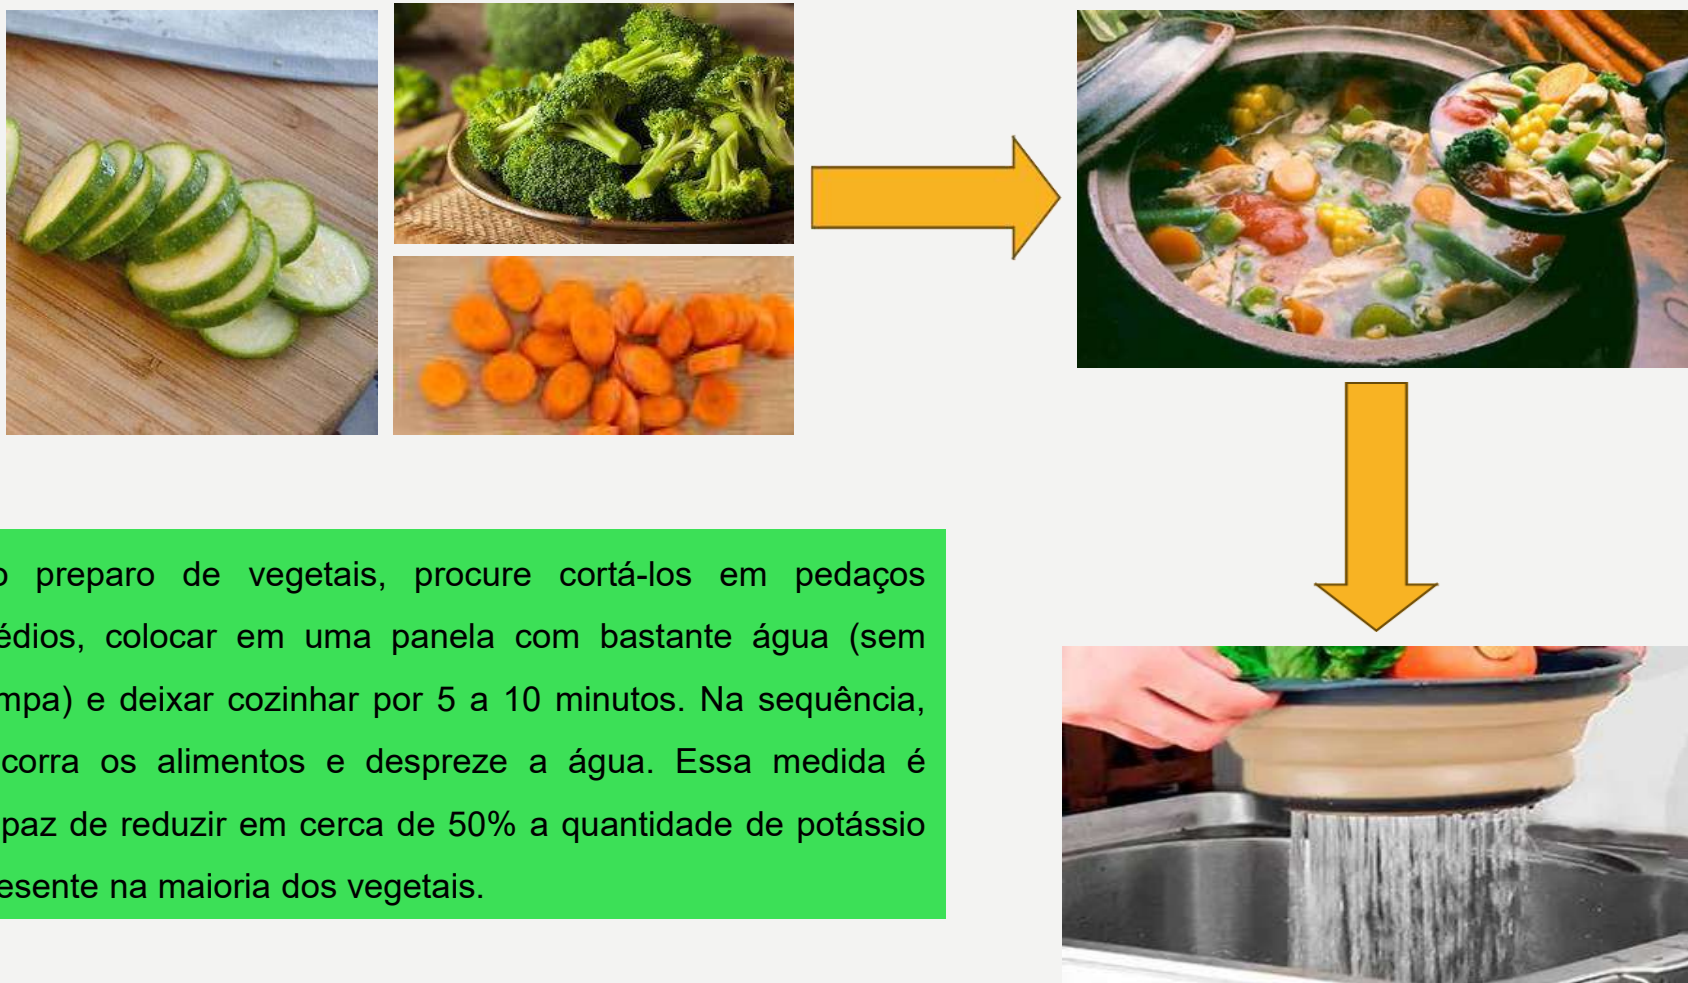 o preparo de vegetais, procure cortá-los em pedaços
édios, colocar em uma panela com bastante água (sem
mpa) e deixar cozinhar por 5 a 10 minutos. Na sequência,
corra os alimentos e despreze a água. Essa medida é
paz de reduzir em cerca de 50% a quantidade de potássio
esente na maioria dos vegetais.